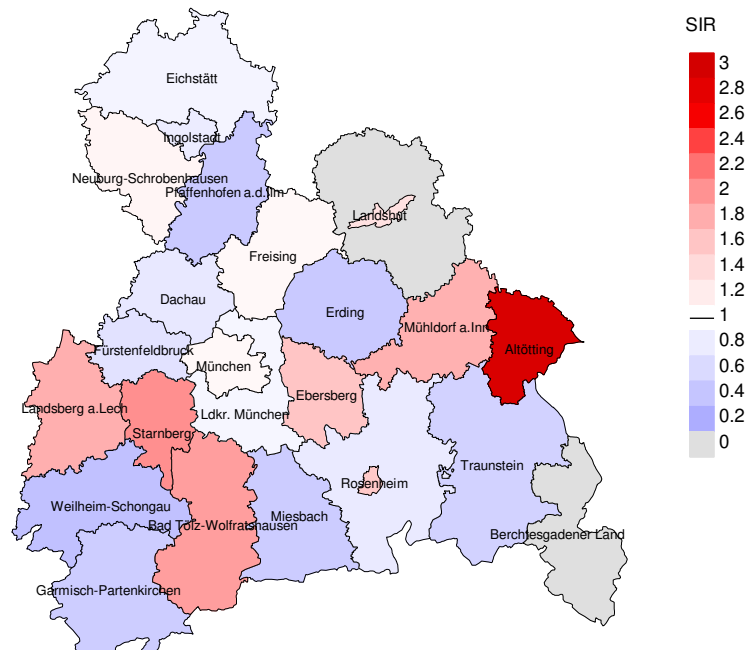 SIR
3
2.8
2.6
2.4
2.2
2
1.8
1.6
1.4
1.2
1
0.8
0.6
0.4
0.2
0
Eichstätt
Ingolstadt
Neuburg-Schrobenhausen
Pfaffenhofen a.d.Ilm
Landshut
Freising
Dachau
Erding
Mühldorf a.Inn
Altötting
Fürstenfeldbruck
München
Ebersberg
Landsberg a.Lech
Ldkr. München
Starnberg
Traunstein
Rosenheim
Weilheim-Schongau
Miesbach
Bad Tölz-Wolfratshausen
Berchtesgadener Land
Garmisch-Partenkirchen